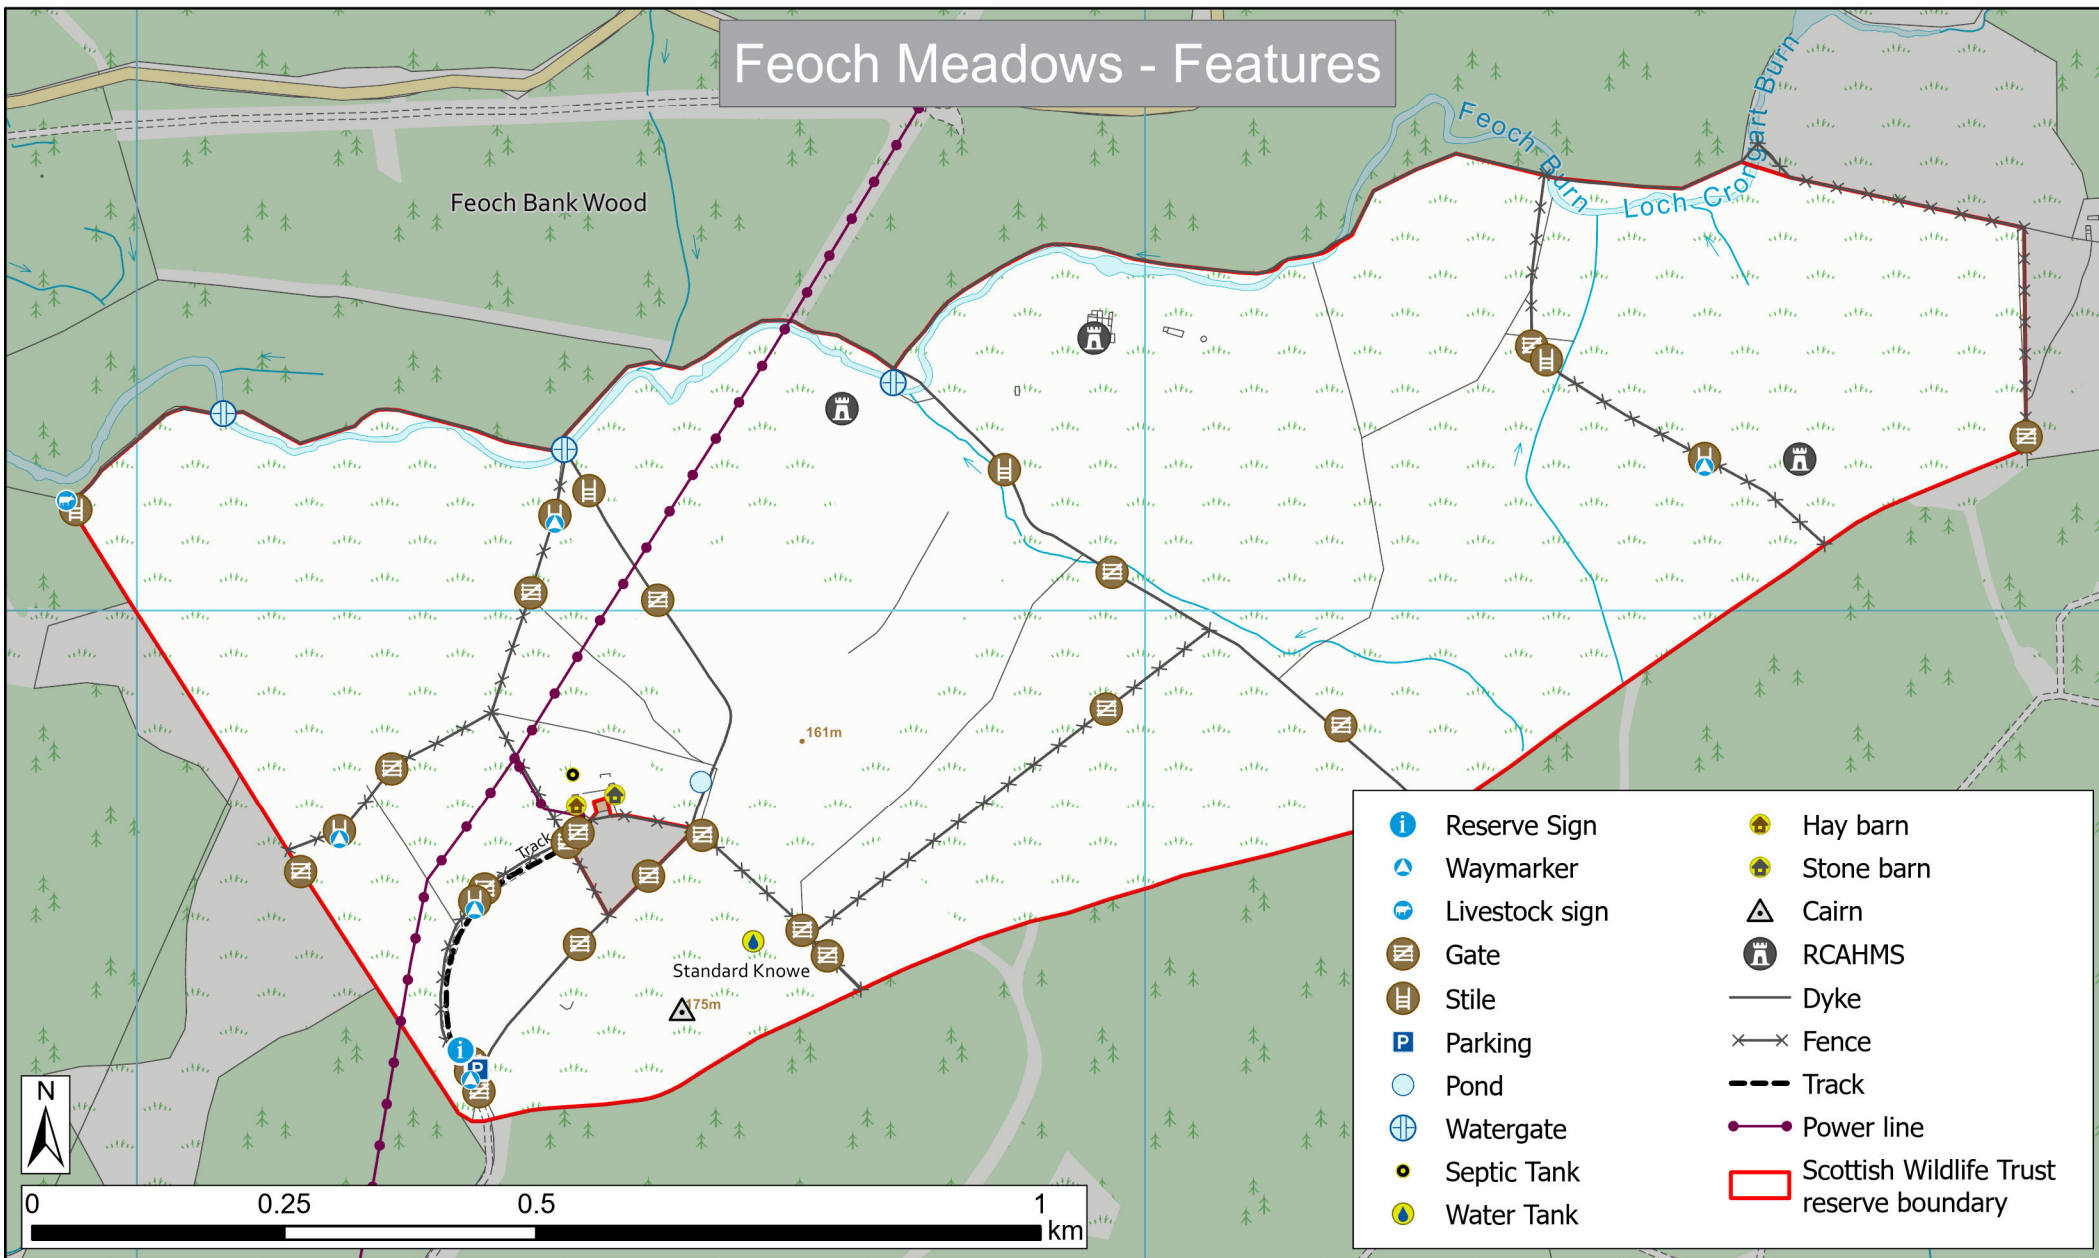 Feoch Meadows - Features
Feoch Burn
Loch Crongart Burn
Feoch Bank Wood
161m
Track
Standard Knowe
175m
N
0 0.25 0.5 1
km
i Reserve Sign
Waymarker
Livestock sign
Gate
Stile
P Parking
Pond
Watergate
Septic Tank
Water Tank
Hay barn
Stone barn
Cairn
RCAHMS
Dyke
Fence
Track
Power line
Scottish Wildlife Trust
reserve boundary
i
P